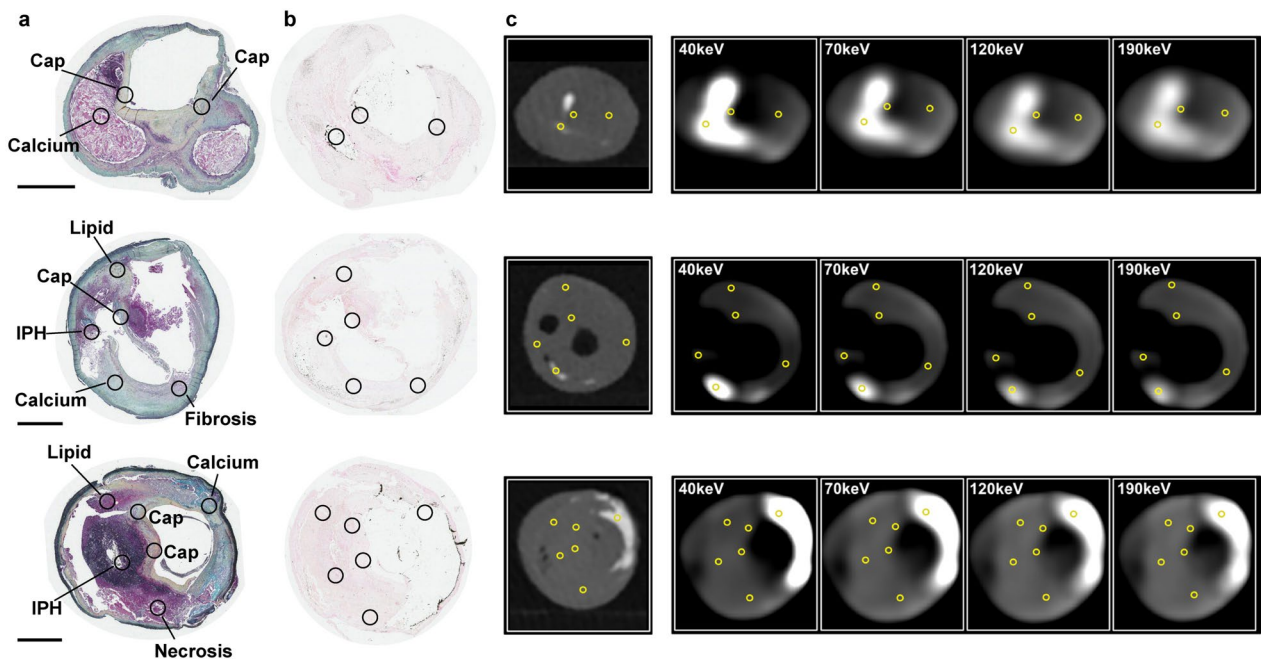 a
b
c
Cap
Cap
Calcium
40keV
70keV
120keV
190keV
Lipid
Cap
IPH
Calcium
Fibrosis
40keV
70keV
120keV
190keV
Lipid
Calcium
Cap
Cap
IPH
Necrosis
40keV
70keV
120keV
190keV